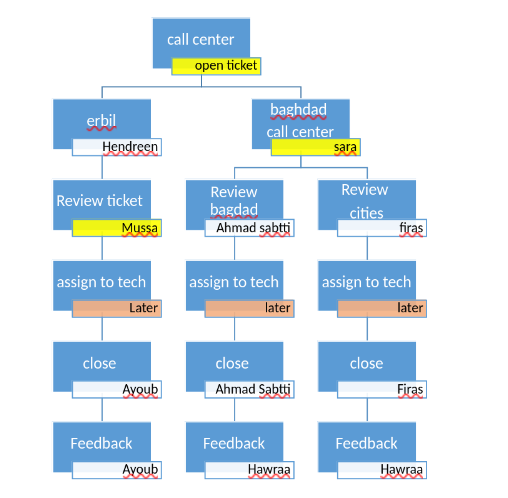 call center
open ticket
erbil
Hendreen
baghdad
call center
sara
Review ticket
Mussa
Review
bagdad
Ahmad sabtti
Review
cities
firas
assign to tech
Later
assign to tech
later
assign to tech
later
close
Ayoub
close
Ahmad Sabtti
close
Firas
Feedback
Ayoub
Feedback
Hawraa
Feedback
Hawraa